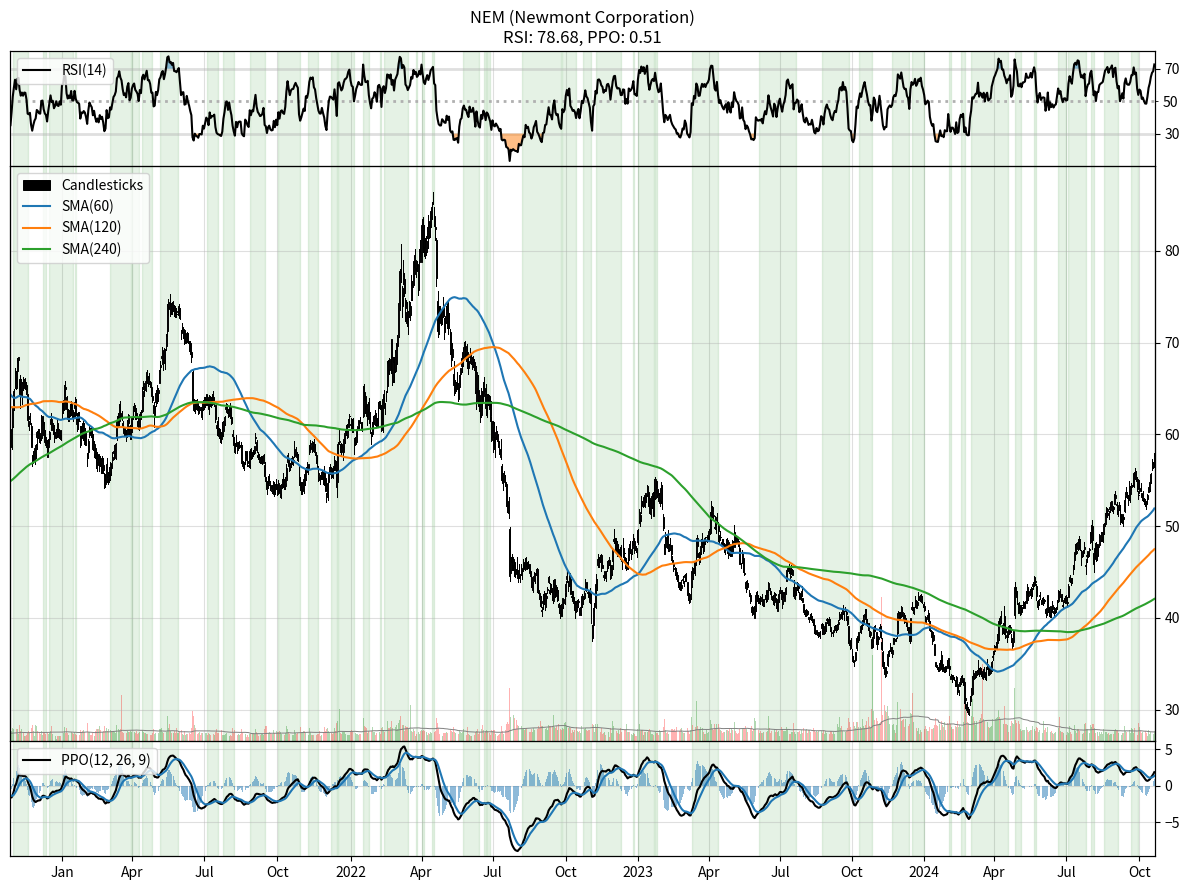 NEM (Newmont Corporation)
RSI: 78.68, PPO: 0.51
RSI(14)
70
50
30
Candlesticks
SMA(60)
SMA(120)
SMA(240)
80
70
60
50
40
30
PPO(12, 26, 9)
5
0
−5
Jan Apr Jul Oct 2022 Apr Jul Oct 2023 Apr Jul Oct 2024 Apr Jul Oct